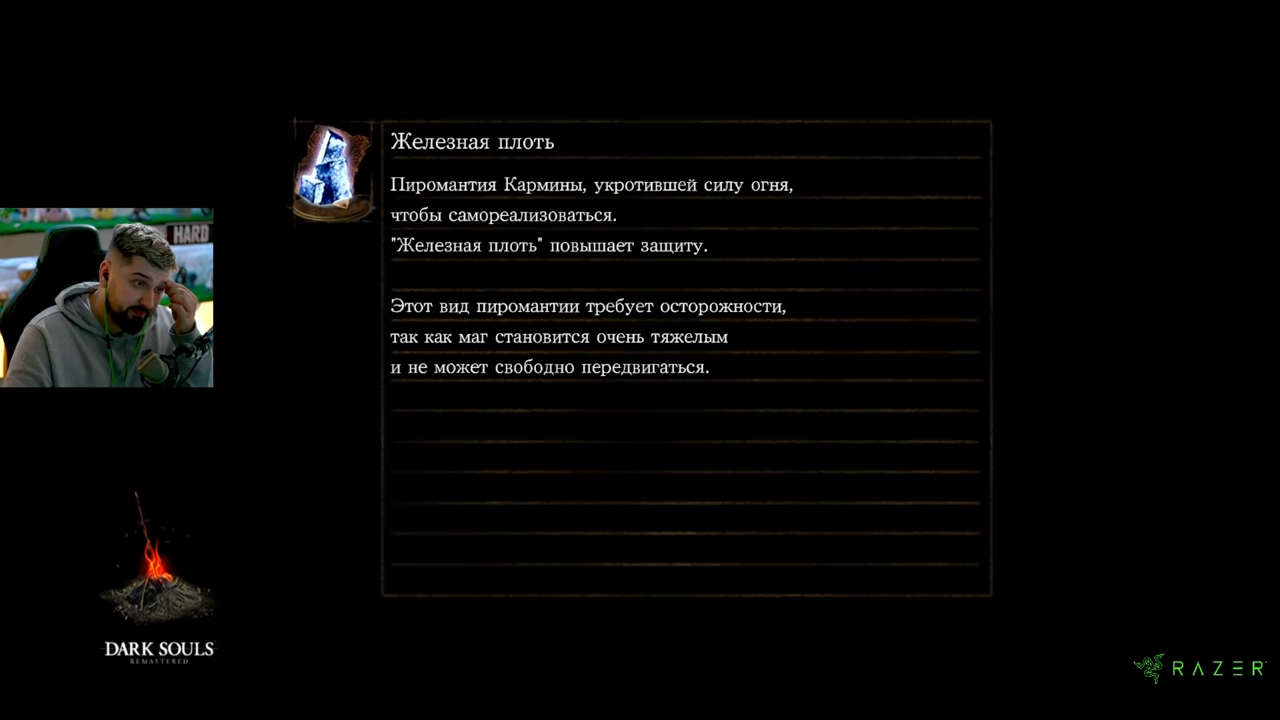 Железная плоть
Пиромантия Кармины, укротившей силу огня,
чтобы самореализоваться.
"Железная плоть" повышает защиту.
Этот вид пиромантии требует осторожности,
так как маг становится очень тяжелым
и не может свободно передвигаться.
HARD
DARK SOULS
REMASTERED
RAZER